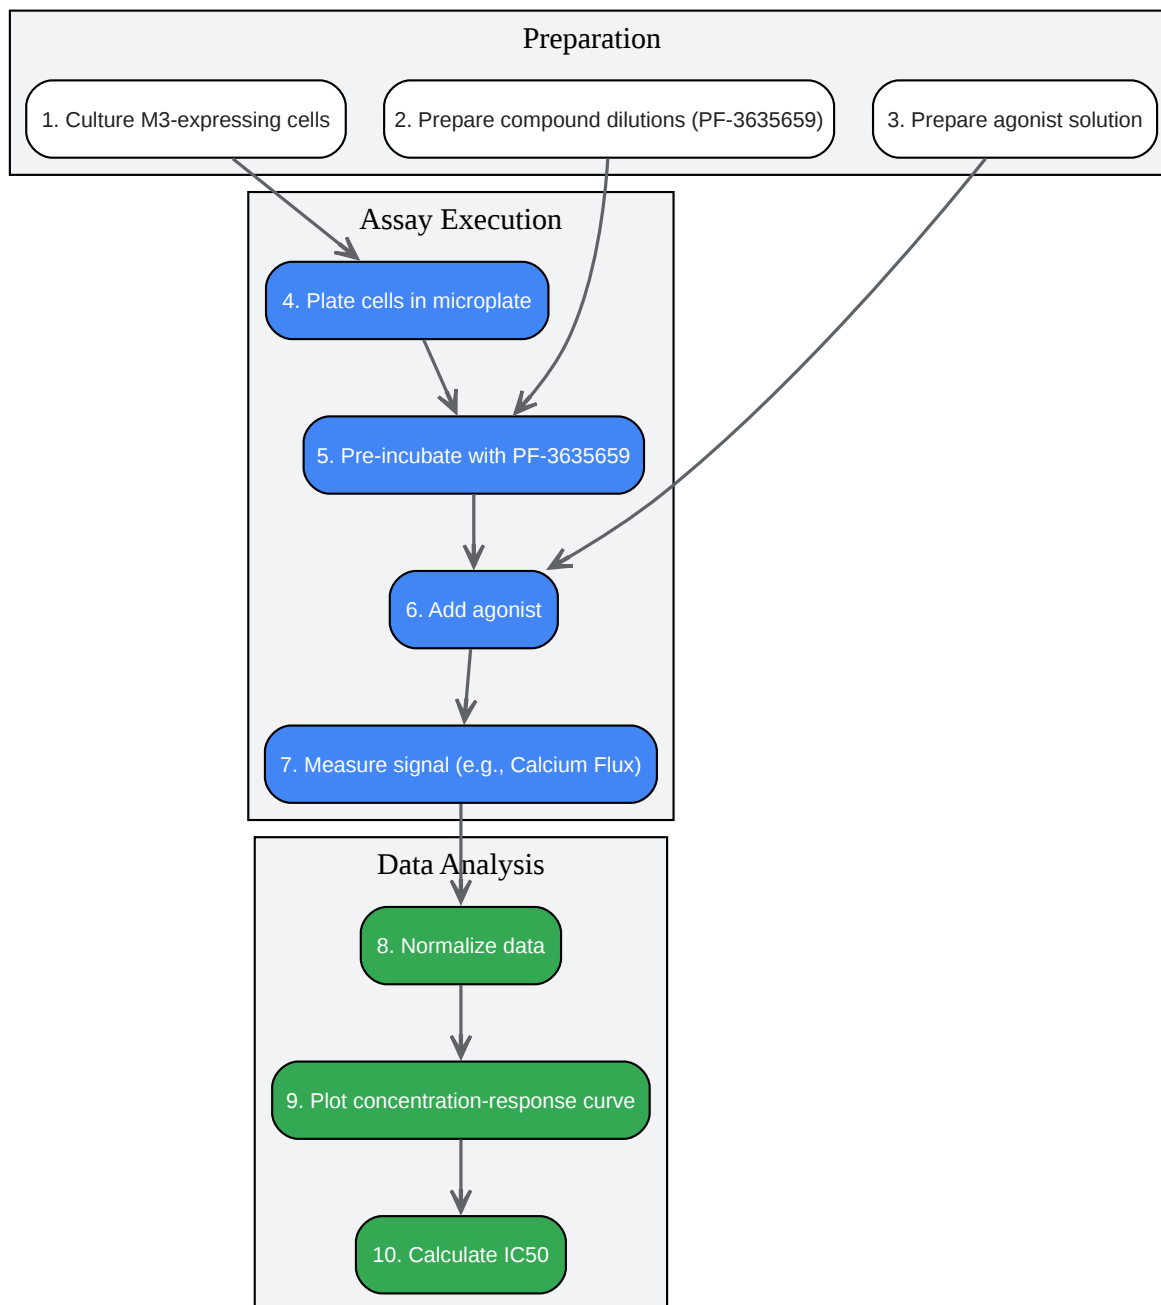 Preparation
1. Culture M3-expressing cells
2. Prepare compound dilutions (PF-3635659)
3. Prepare agonist solution
Assay Execution
4. Plate cells in microplate
5. Pre-incubate with PF-3635659
6. Add agonist
7. Measure signal (e.g., Calcium Flux)
Data Analysis
8. Normalize data
9. Plot concentration-response curve
10. Calculate IC50